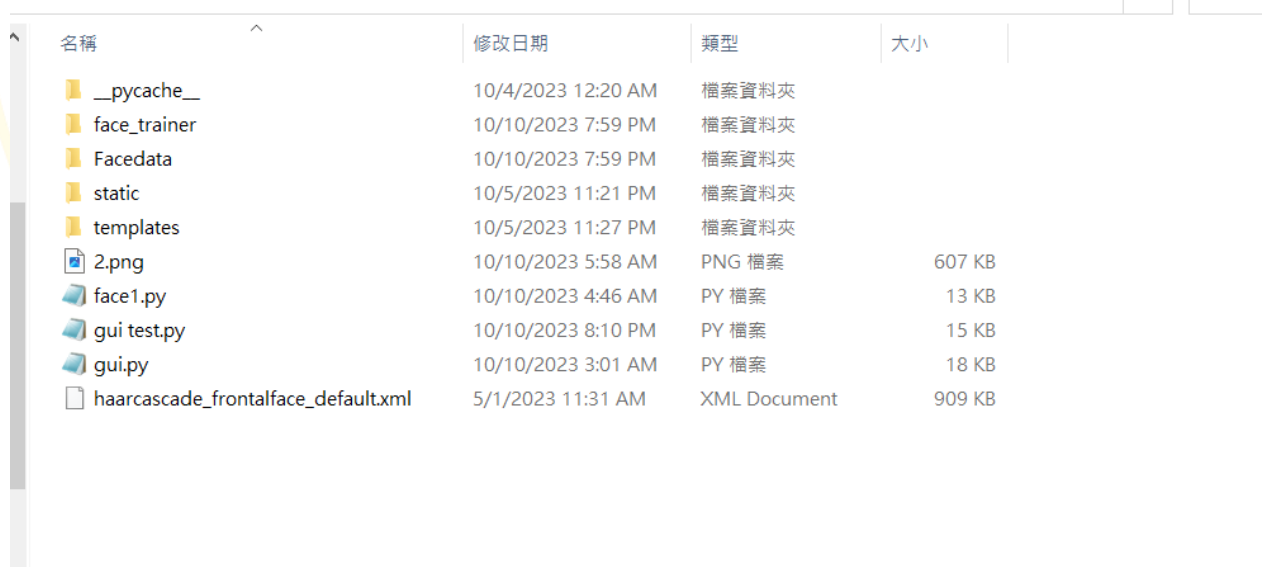 名稱 修改日期 類型 大小
__pycache__ 10/4/2023 12:20 AM 檔案資料夾
face_trainer 10/10/2023 7:59 PM 檔案資料夾
Facedata 10/10/2023 7:59 PM 檔案資料夾
static 10/5/2023 11:21 PM 檔案資料夾
templates 10/5/2023 11:27 PM 檔案資料夾
2.png 10/10/2023 5:58 AM PNG 檔案 607 KB
face1.py 10/10/2023 4:46 AM PY 檔案 13 KB
gui test.py 10/10/2023 8:10 PM PY 檔案 15 KB
gui.py 10/10/2023 3:01 AM PY 檔案 18 KB
haarcascade_frontalface_default.xml 5/1/2023 11:31 AM XML Document 909 KB